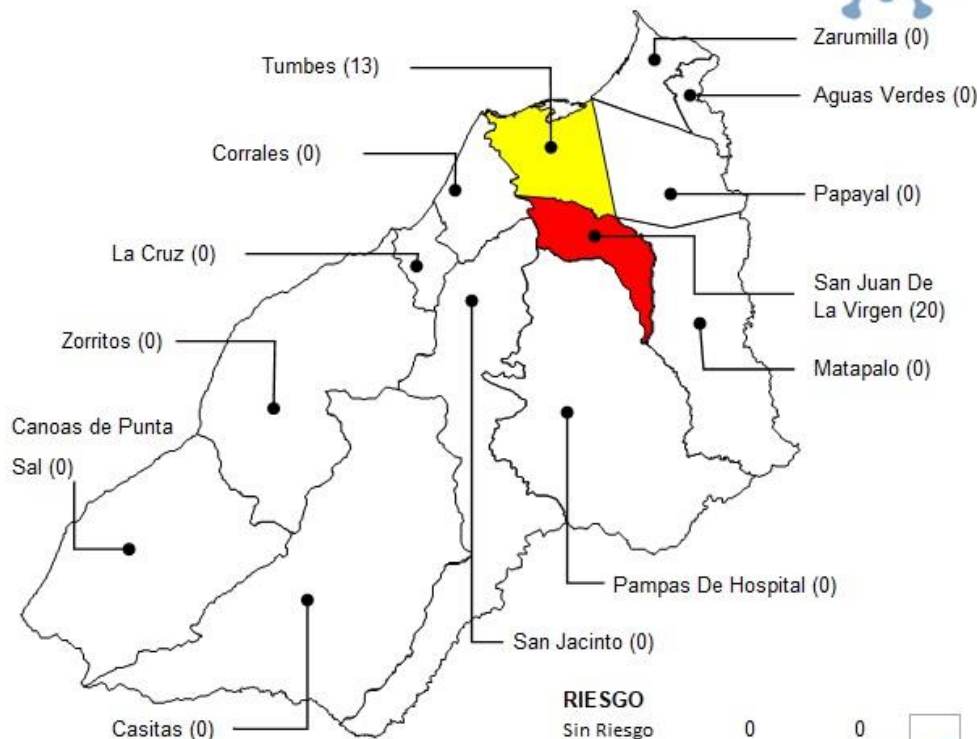 Zarumilla (0)
Tumbes (13)
Aguas Verdes (0)
Corrales (0)
Papayal (0)
La Cruz (0)
San Juan De
La Virgen (20)
Zorritos (0)
Matapalo (0)
Canoas de Punta
Sal (0)
Pampas De Hospital (0)
San Jacinto (0)
Casitas (0)
RIESGO
Sin Riesgo 0 0